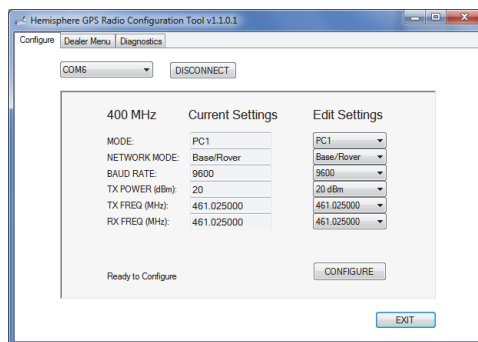 Hemisphere GPS Radio Configuration Tool v1.1.0.1
Configure Dealer Menu Diagnostics
COM6 DISCONNECT
400 MHz Current Settings Edit Settings
MODE: PC1 PC1
NETWORK MODE: Base/Rover Base/Rover
BAUD RATE: 9600 9600
TX POWER (dBm): 20 20 dBm
TX FREQ (MHz): 461.025000 461.025000
RX FREQ (MHz): 461.025000 461.025000
Ready to Configure CONFIGURE
EXIT